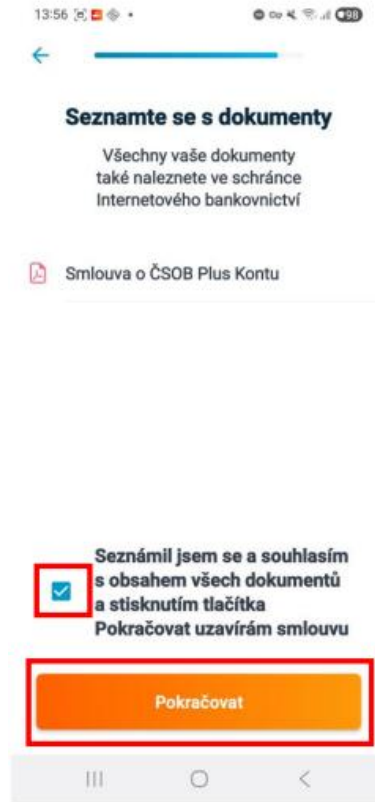 13:56
98
Seznamte se s dokumenty
Všechny vaše dokumenty
také naleznete ve schránce
Internetového bankovnictví
Smlouva o ČSOB Plus Kontu
Seznámil jsem se a souhlasím
s obsahem všech dokumentů
a stisknutím tlačítka
Pokračovat uzavírám smlouvu
Pokračovat